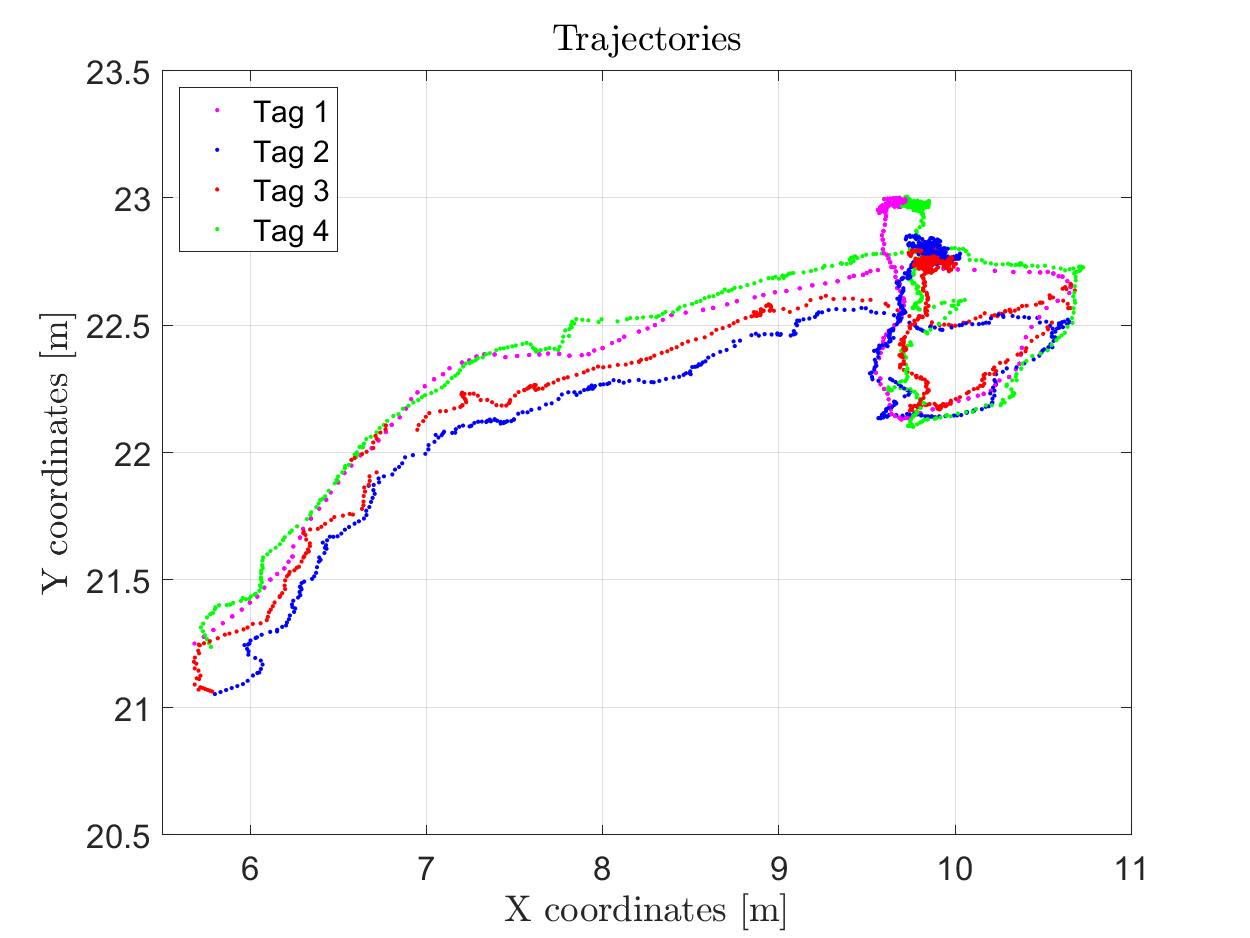 Trajectories
23.5
23
22.5
22
21.5
21
20.5
Y coordinates [m]
Tag 1
Tag 2
Tag 3
Tag 4
6 7 8 9 10 11
X coordinates [m]